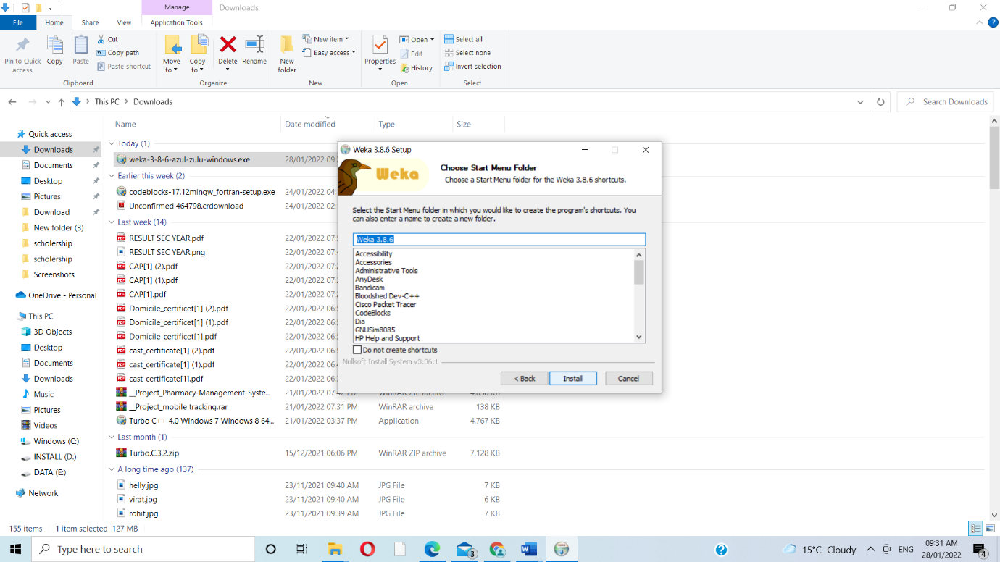 Manage
Downloads
File
Home
Share
View
Application Tools
Pin to Quick access
Copy
Paste
Cut
Copy path
Paste shortcut
Move to
Copy to
Delete
Rename
New folder
New item
Easy access
Properties
Open
Edit
History
Select all
Select none
Invert selection
Clipboard
Organize
New
Open
Select
This PC
Downloads
Search Downloads
Name
Date modified
Type
Size
Quick access
Downloads
Documents
Desktop
Pictures
Download
New folder (3)
scholership
scholership
Screenshots
OneDrive - Personal
This PC
3D Objects
Desktop
Documents
Downloads
Music
Pictures
Videos
Windows (C:)
INSTALL (D:)
DATA (E:)
Network
Today (1)
weka-3-8-6-azul-zulu-windows.exe 28/01/2022
Earlier this week (2)
codeblocks-17.12mingw_fortran-setup.exe 24/01/2022
Unconfirmed 464798.crdownload 24/01/2022
Last week (14)
RESULT SEC YEAR.pdf 22/01/2022
RESULT SEC YEAR.png 22/01/2022
CAP[1] (2).pdf 22/01/2022
CAP[1] (1).pdf 22/01/2022
CAP[1].pdf 22/01/2022
Domicile_certificet[1] (2).pdf 22/01/2022
Domicile_certificet[1] (1).pdf 22/01/2022
Domicile_certifcet[1].pdf 22/01/2022
cast_certificate[1] (2).pdf 22/01/2022
cast_certificate[1] (1).pdf 22/01/2022
cast_certificate[1].pdf 22/01/2022
__Project_Pharmacy-Management-Syste... 21/01/2022 07:42 PM WinRAR ZIP archive
__Project_mobile tracking.rar 21/01/2022 07:31 PM WinRAR archive 138 KB
Turbo C++ 4.0 Windows 7 Windows 8 64... 21/01/2022 03:37 PM Application 4,767 KB
Last month (1)
Turbo.C.3.2.zip 15/12/2021 06:06 PM WinRAR ZIP archive 7,128 KB
A long time ago (137)
helly.jpg 23/11/2021 09:40 AM JPG File 7 KB
virat.jpg 23/11/2021 09:40 AM JPG File 6 KB
rohit.jpg 23/11/2021 09:39 AM JPG File 7 KB
Weka 3.8.6 Setup
Weka
Choose Start Menu Folder
Choose a Start Menu folder for the Weka 3.8.6 shortcuts.
Select the Start Menu folder in which you would like to create the program's shortcuts. You
can also enter a name to create a new folder.
Weka 3.8.6
Accessibility
Accessories
Administrative Tools
AnyDesk
Bandicam
Bloodshed Dev-C++
Cisco Packet Tracer
CodeBlocks
Dia
GNUSim8085
HP Help and Support
Do not create shortcuts
Nullsoft Install System v3.06.1
< Back
Install
Cancel
155 items 1 item selected 127 MB
Type here to search
3
15°C Cloudy
ENG
09:31 AM
28/01/2022
4